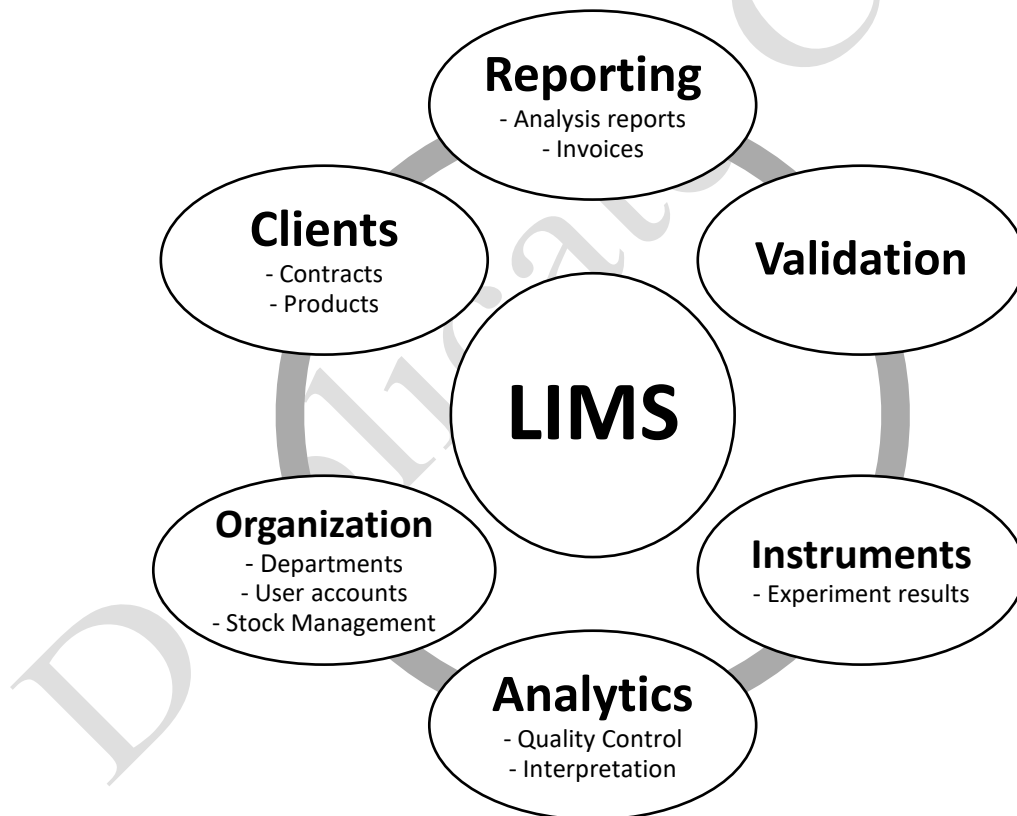 Reporting
- Analysis reports
- Invoices
Clients
- Contracts
- Products
Validation
LIMS
Organization
- Departments
- User accounts
- Stock Management
Instruments
- Experiment results
Analytics
- Quality Control
- Interpretation